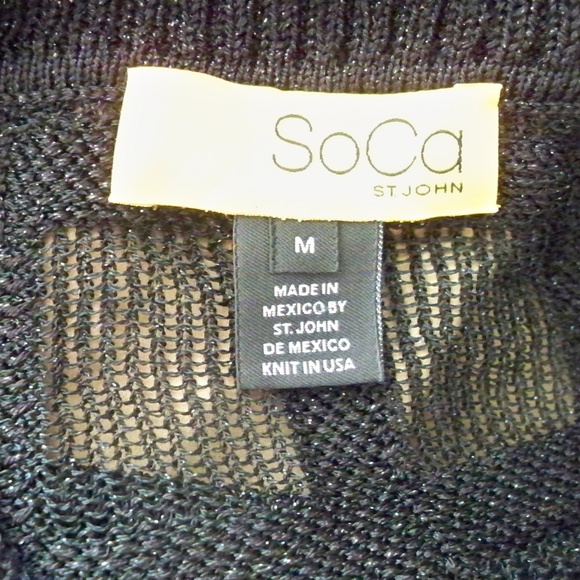 SoCa
ST. JOHN
M
MADE IN
MEXICO BY
ST. JOHN
DE MEXICO
KNIT IN USA